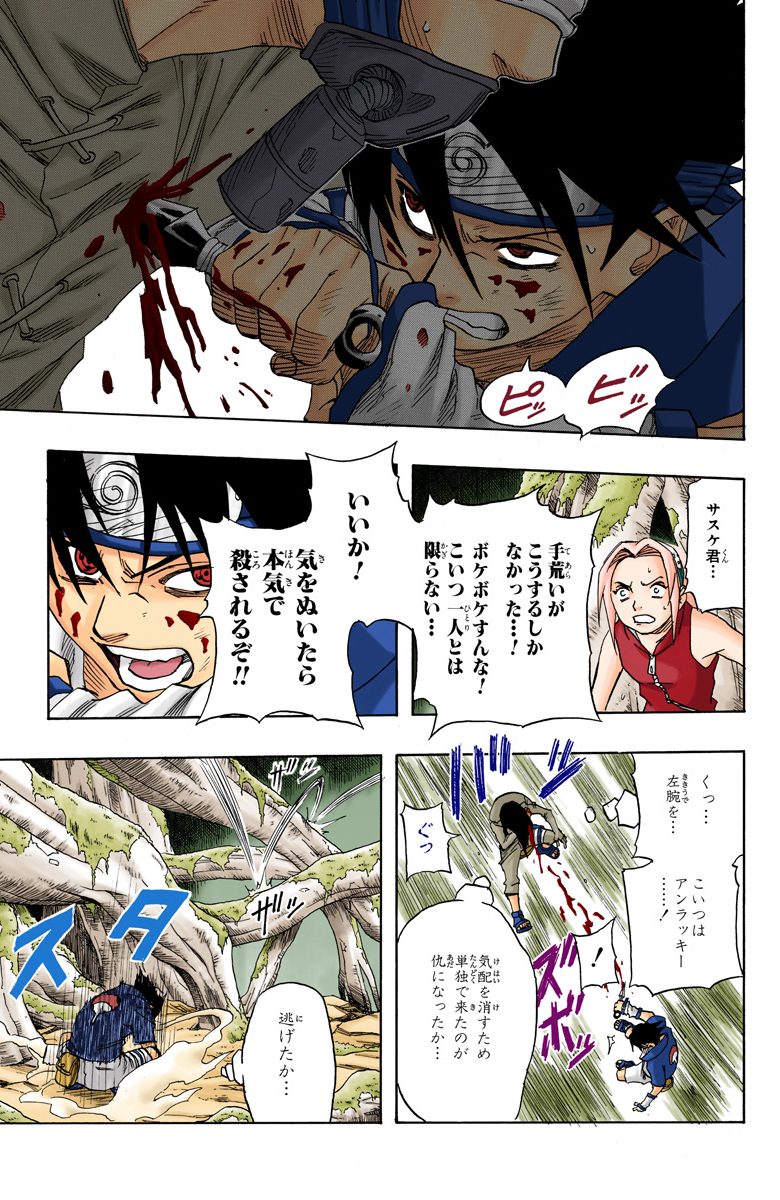 ビッ
ピッ
サスケ君…
手荒いが
こうするしか
なかった…!
ボケボケすんな!
こいつ一人とは
限らない…
いいか!
気をぬいたら
本気で
殺されるぞ!!
くっ…
左腕を…
こいつは
アンラッキー
……!
ぐっ
!
ズボッ
気配を消すため
単独で来たのが
仇になったか…
ザッ
ザッ
スタ
逃げたか…